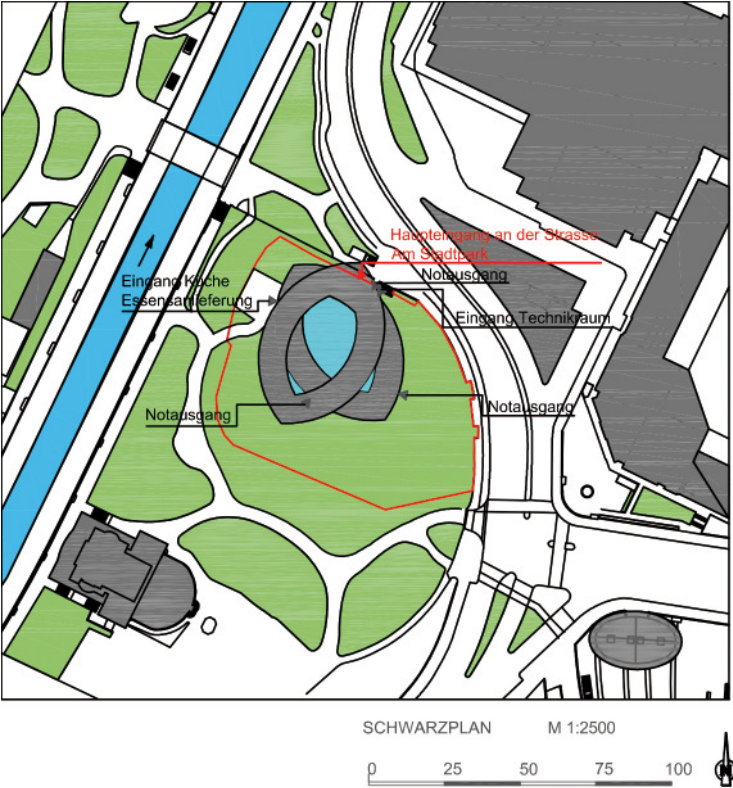 Haupteingang an der Strasse
Am Stadtpark
Notausgang
Eingang Küche
Essensanlieferung
Eingang Technikraum
Notausgang
Notausgang
SCHWARZPLAN M 1:2500
0 25 50 75 100
N